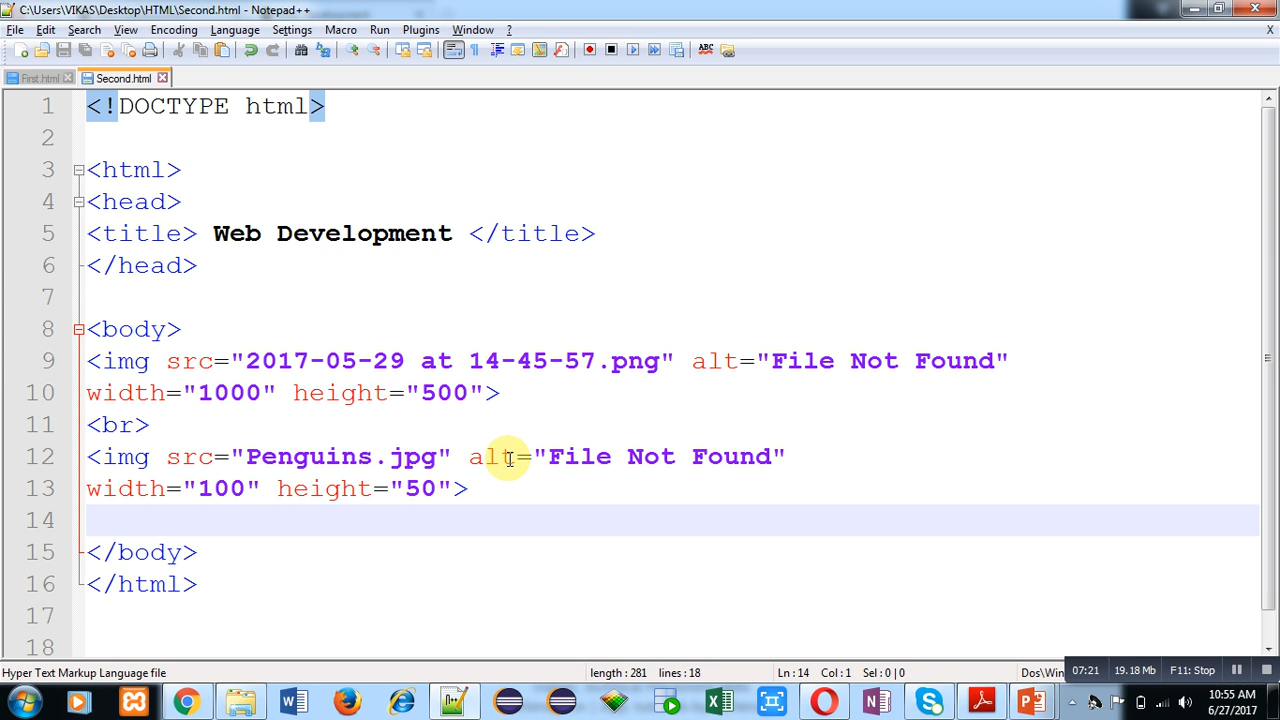 C:\Users\VIKAS\Desktop\HTML\Second.html - Notepad++
File Edit Search View Encoding Language Settings Macro Run Plugins Window ? X
First.html Second.html
1 <!DOCTYPE html>
2
3 <html>
4 <head>
5 <title> Web Development </title>
6 </head>
7
8 <body>
9 <img src="2017-05-29 at 14-45-57.png" alt="File Not Found"
10 width="1000" height="500">
11 <br>
12 <img src="Penguins.jpg" alt="File Not Found"
13 width="100" height="50">
14
15 </body>
16 </html>
17
18
Hyper Text Markup Language file length : 281 lines : 18 Ln : 14 Col : 1 Sel : 0 | 0 Dos\Win
07:21 19.18 Mb F11: Stop
10:55 AM
6/27/2017